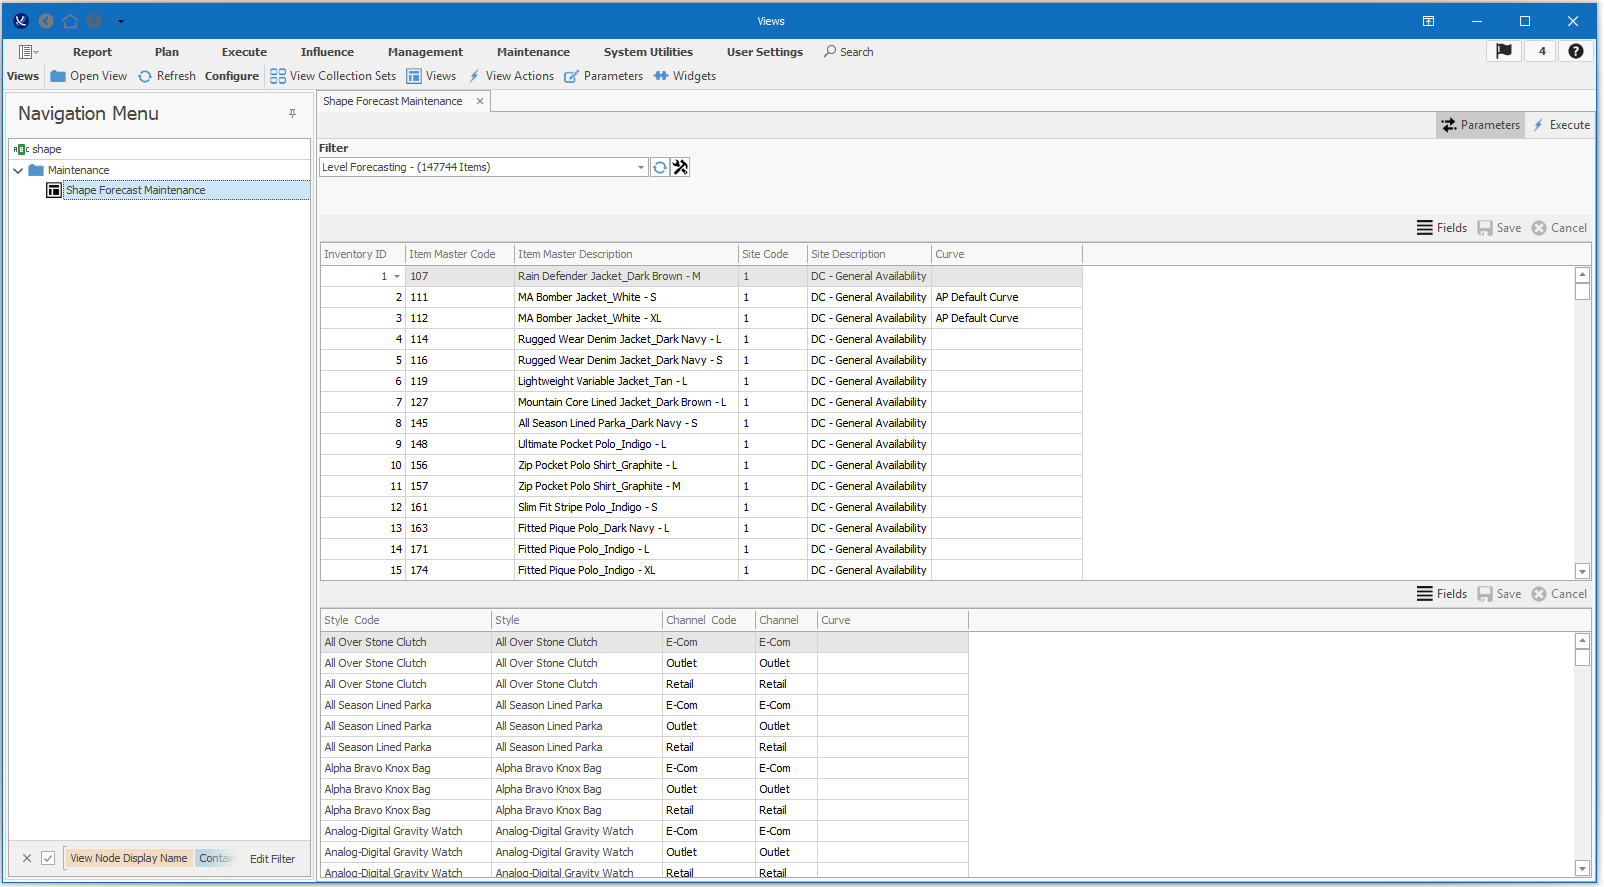 Views
Report Plan Execute Influence Management Maintenance System Utilities User Settings Search 4 ?
Views Open View Refresh Configure View Collection Sets Views View Actions Parameters Widgets
Navigation Menu
shape
Maintenance
Shape Forecast Maintenance
View Node Display Name Contain Edit Filter
Shape Forecast Maintenance
Parameters Execute
Filter
Level Forecasting - (147744 Items)
Fields Save Cancel
Inventory ID Item Master Code Item Master Description Site Code Site Description Curve
1 107 Rain Defender Jacket_Dark Brown - M 1 DC - General Availability
2 111 MA Bomber Jacket_White - S 1 DC - General Availability AP Default Curve
3 112 MA Bomber Jacket_White - XL 1 DC - General Availability AP Default Curve
4 114 Rugged Wear Denim Jacket_Dark Navy - L 1 DC - General Availability
5 116 Rugged Wear Denim Jacket_Dark Navy - S 1 DC - General Availability
6 119 Lightweight Variable Jacket_Tan - L 1 DC - General Availability
7 127 Mountain Core Lined Jacket_Dark Brown - L 1 DC - General Availability
8 145 All Season Lined Parka_Dark Navy - S 1 DC - General Availability
9 148 Ultimate Pocket Polo_Indigo - L 1 DC - General Availability
10 156 Zip Pocket Polo Shirt_Graphite - L 1 DC - General Availability
11 157 Zip Pocket Polo Shirt_Graphite - M 1 DC - General Availability
12 161 Slim Fit Stripe Polo_Indigo - S 1 DC - General Availability
13 163 Fitted Pique Polo_Dark Navy - L 1 DC - General Availability
14 171 Fitted Pique Polo_Indigo - L 1 DC - General Availability
15 174 Fitted Pique Polo_Indigo - XL 1 DC - General Availability
Fields Save Cancel
Style Code Style Channel Code Channel Curve
All Over Stone Clutch All Over Stone Clutch E-Com E-Com
All Over Stone Clutch All Over Stone Clutch Outlet Outlet
All Over Stone Clutch All Over Stone Clutch Retail Retail
All Season Lined Parka All Season Lined Parka E-Com E-Com
All Season Lined Parka All Season Lined Parka Outlet Outlet
All Season Lined Parka All Season Lined Parka Retail Retail
Alpha Bravo Knox Bag Alpha Bravo Knox Bag E-Com E-Com
Alpha Bravo Knox Bag Alpha Bravo Knox Bag Outlet Outlet
Alpha Bravo Knox Bag Alpha Bravo Knox Bag Retail Retail
Analog-Digital Gravity Watch Analog-Digital Gravity Watch E-Com E-Com
Analog-Digital Gravity Watch Analog-Digital Gravity Watch Outlet Outlet
Analog-Digital Gravity Watch Analog-Digital Gravity Watch Retail Retail